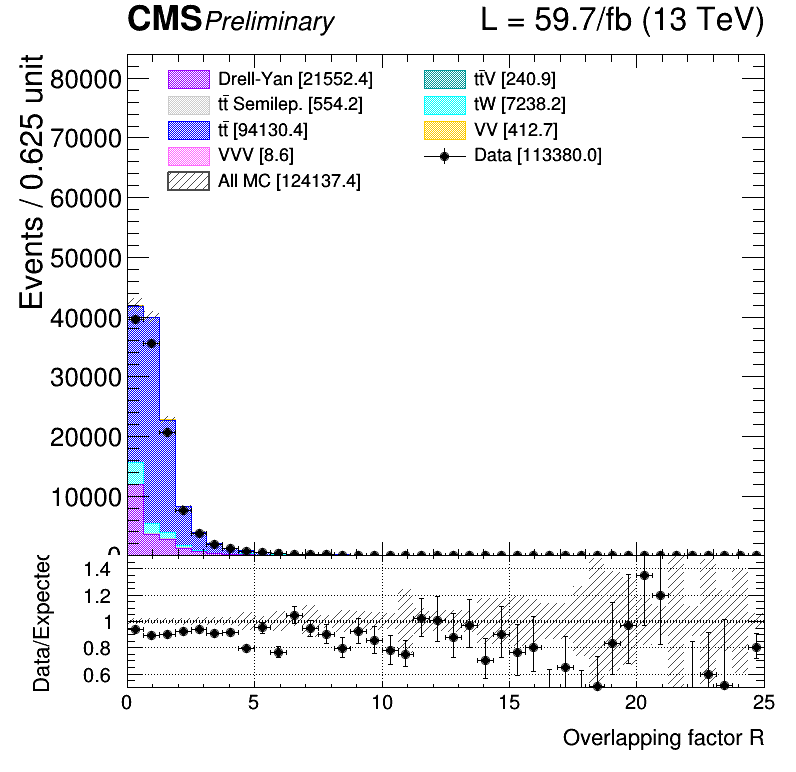 CMS Preliminary L = 59.7/fb (13 TeV)
Events / 0.625 unit
80000
70000
60000
50000
40000
30000
20000
10000
0
Drell-Yan [21552.4]
tt̄ Semilep. [554.2]
tt̄ [94130.4]
VVV [8.6]
All MC [124137.4]
tt̄V [240.9]
tW [7238.2]
VV [412.7]
Data [113380.0]
Data/Expected
1.4
1.2
1
0.8
0.6
0 5 10 15 20 25
Overlapping factor R